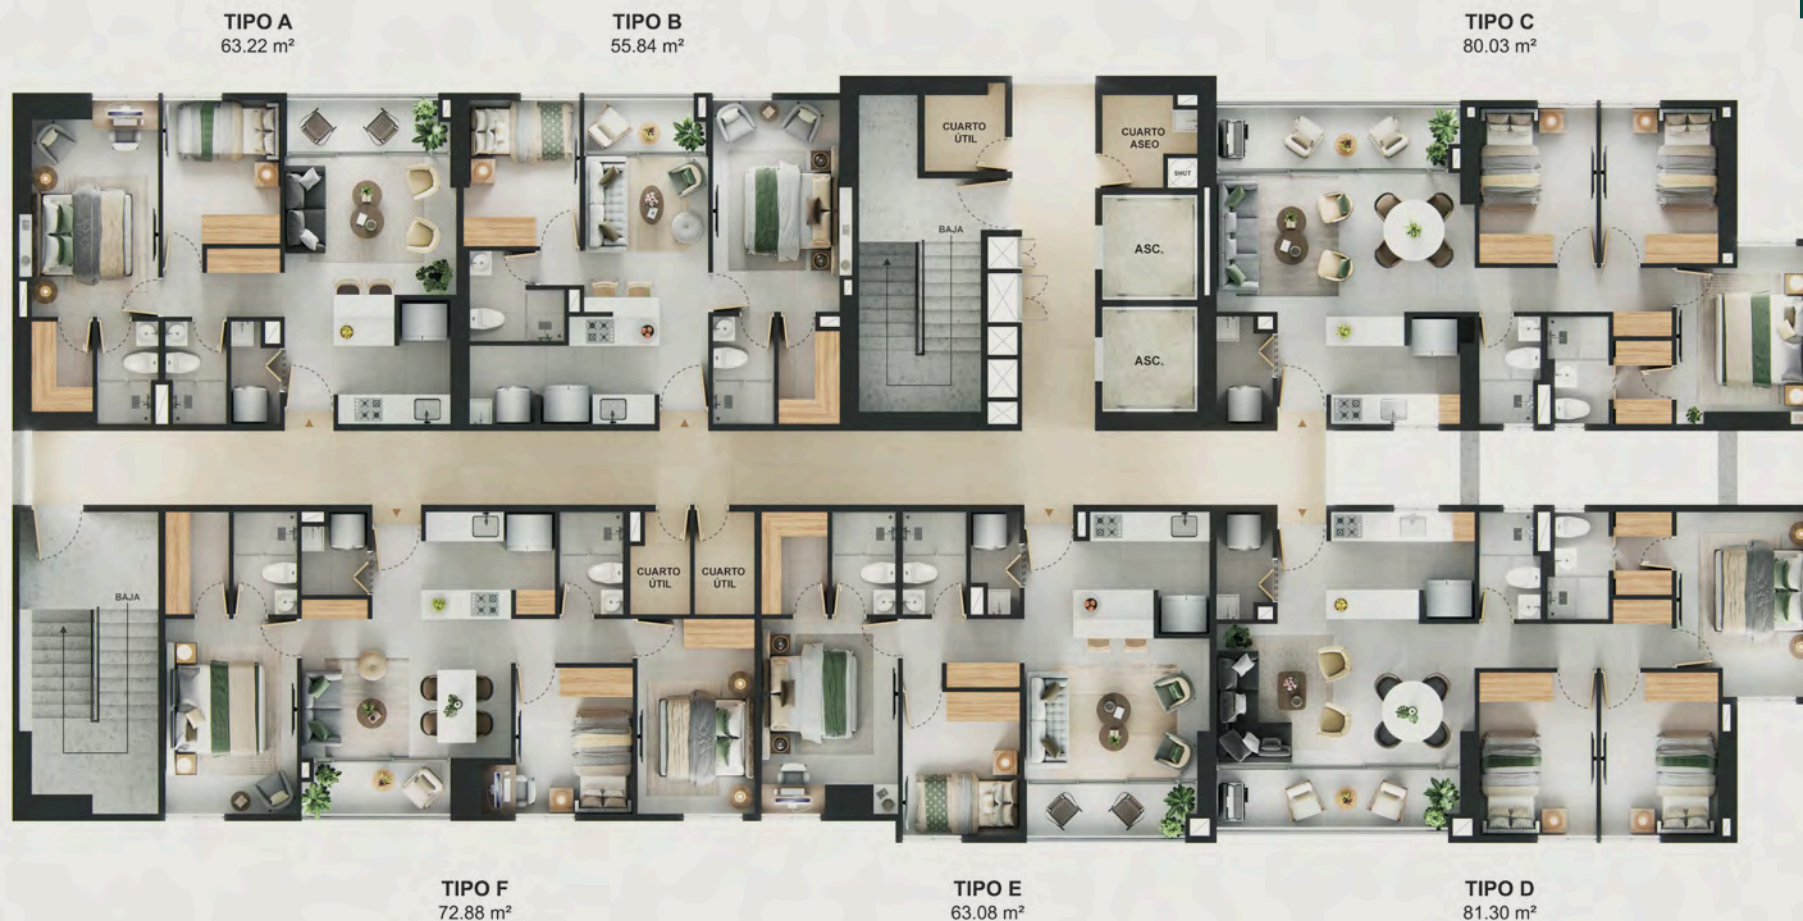 TIPO A
63.22 m²
TIPO B
55.84 m²
TIPO C
80.03 m²
CUARTO
ÚTIL
CUARTO
ASEO
SHUT
BAJA
ASC.
ASC.
BAJA
CUARTO
ÚTIL
CUARTO
ÚTIL
TIPO F
72.88 m²
TIPO E
63.08 m²
TIPO D
81.30 m²